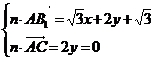 n·AB₁ = √3x+2y+√3
n·AC = 2y = 0